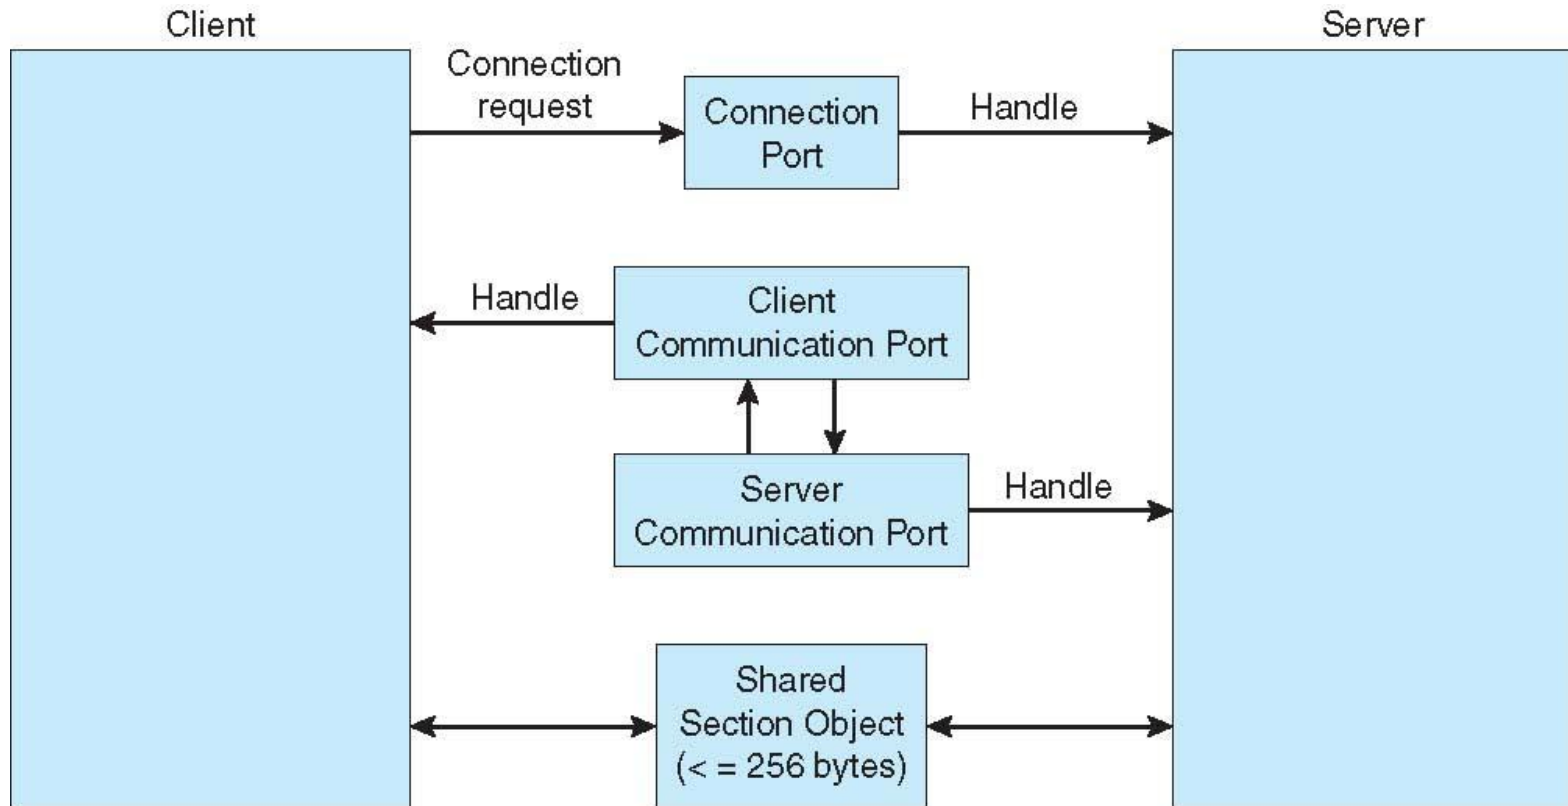 Client
Server
Connection
request
Connection
Port
Handle
Handle
Client
Communication Port
Server
Communication Port
Handle
Shared
Section Object
(< = 256 bytes)